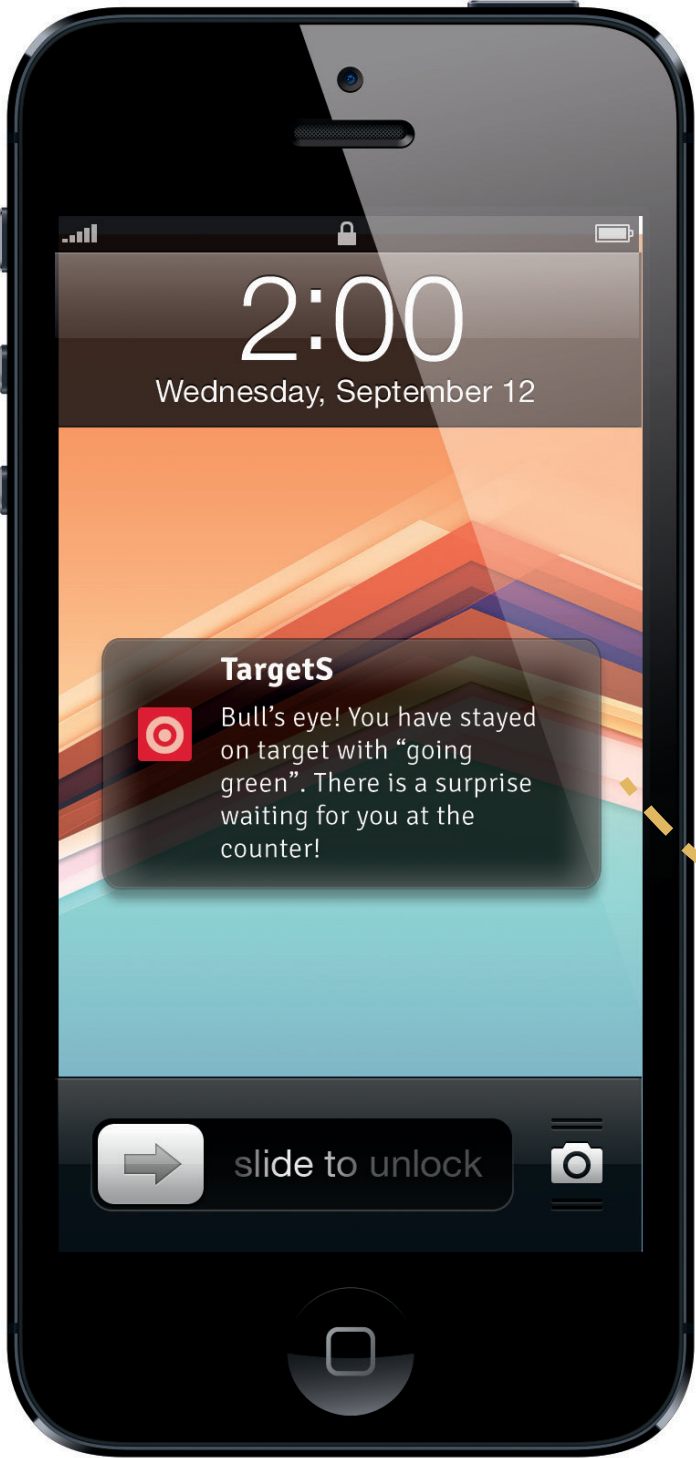 2:00
Wednesday, September 12
TargetS
Bull’s eye! You have stayed
on target with “going
green”. There is a surprise
waiting for you at the
counter!
slide to unlock